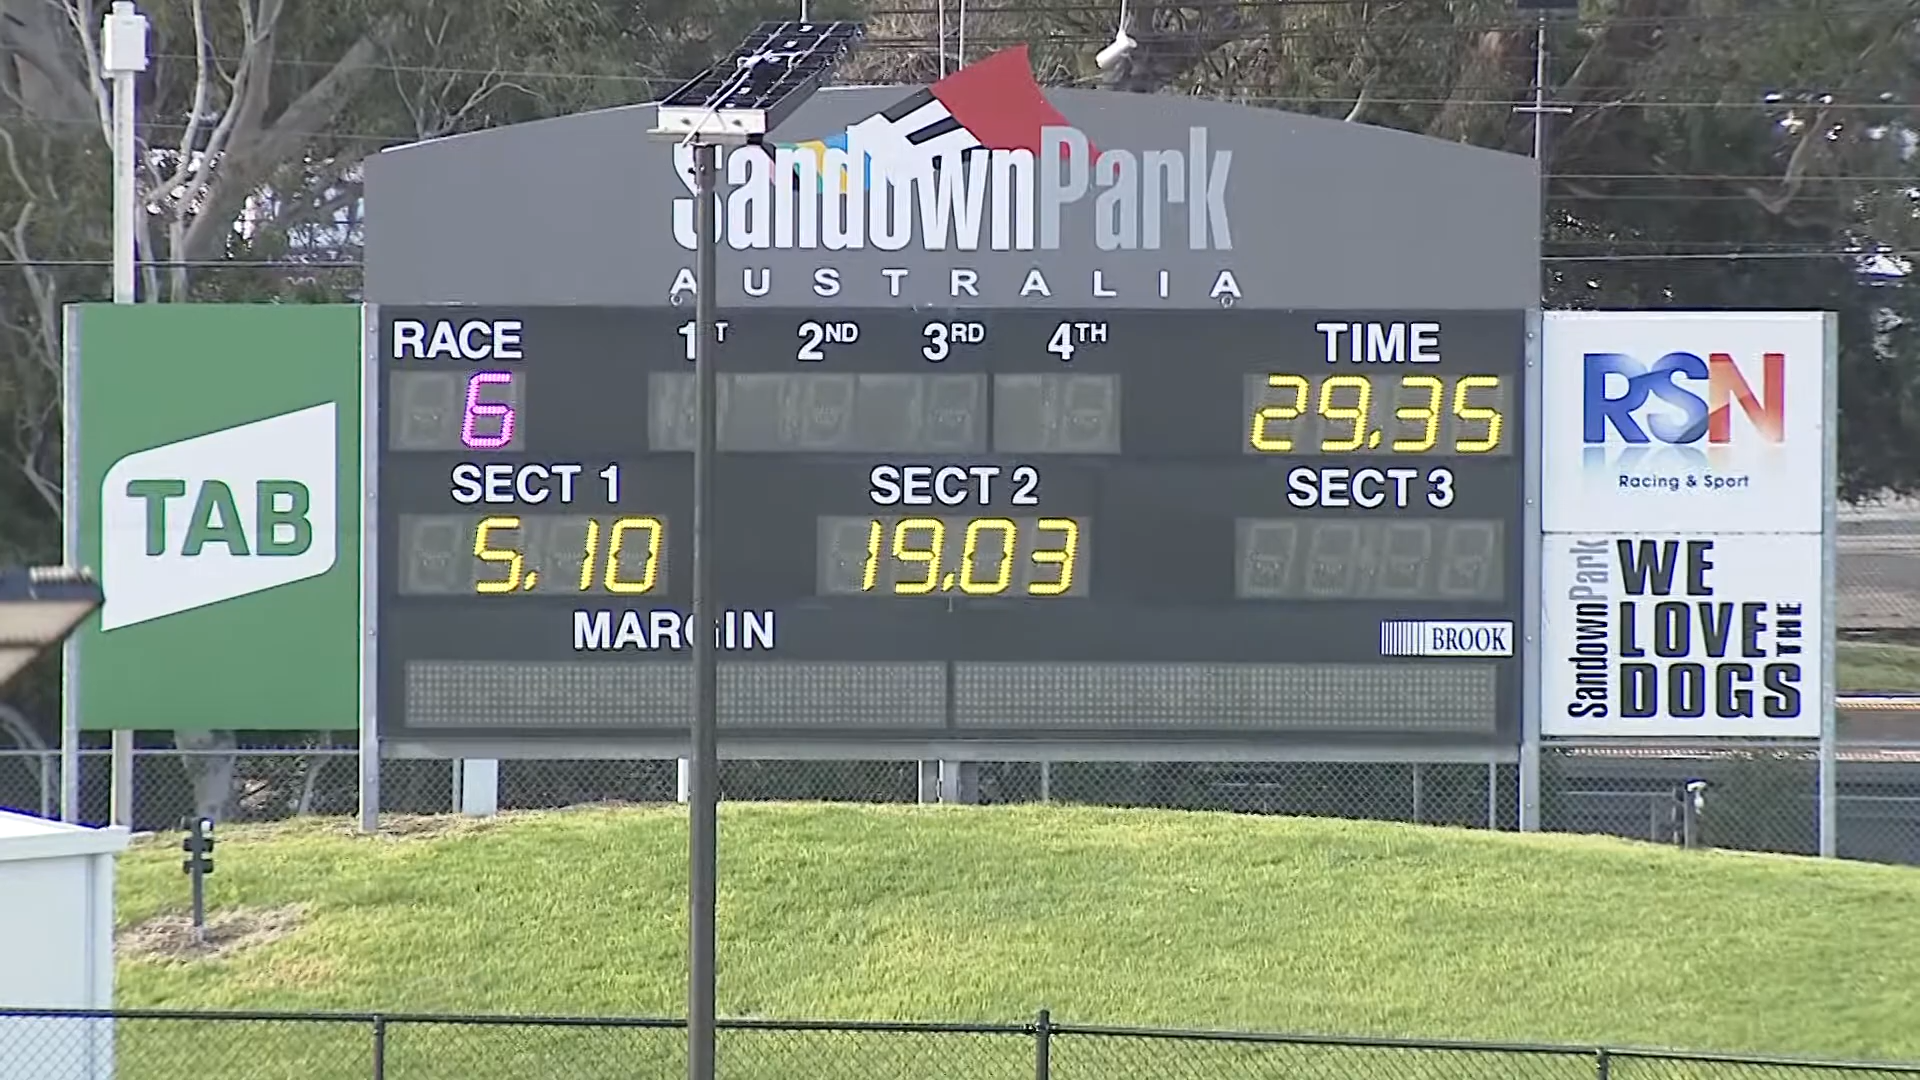 SandownPark
AUSTRALIA
RACE 1ST 2ND 3RD 4TH TIME
6 29.35
SECT 1 SECT 2 SECT 3
5.10 19.03
MARGIN
BROOK
TAB
RSN
Racing & Sport
SandownPark
WE
LOVE THE
DOGS